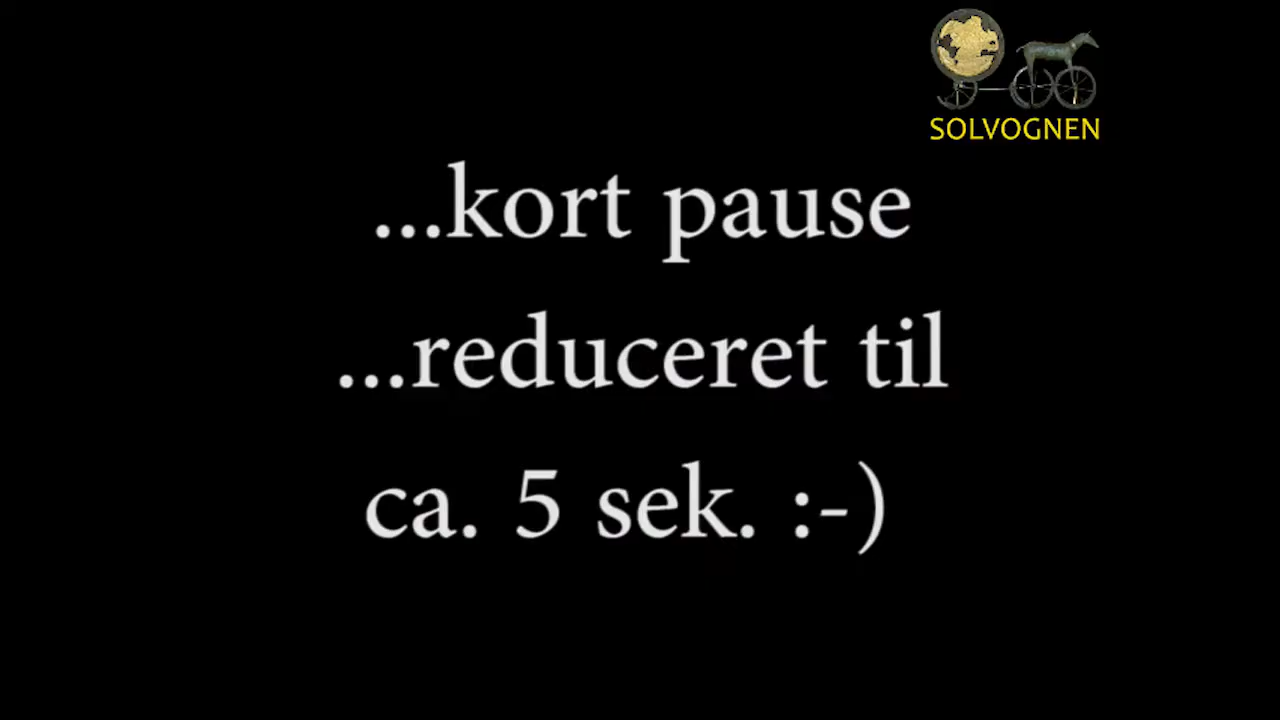 SOLVOGNEN
...kort pause
...reduceret til
ca. 5 sek. :-)